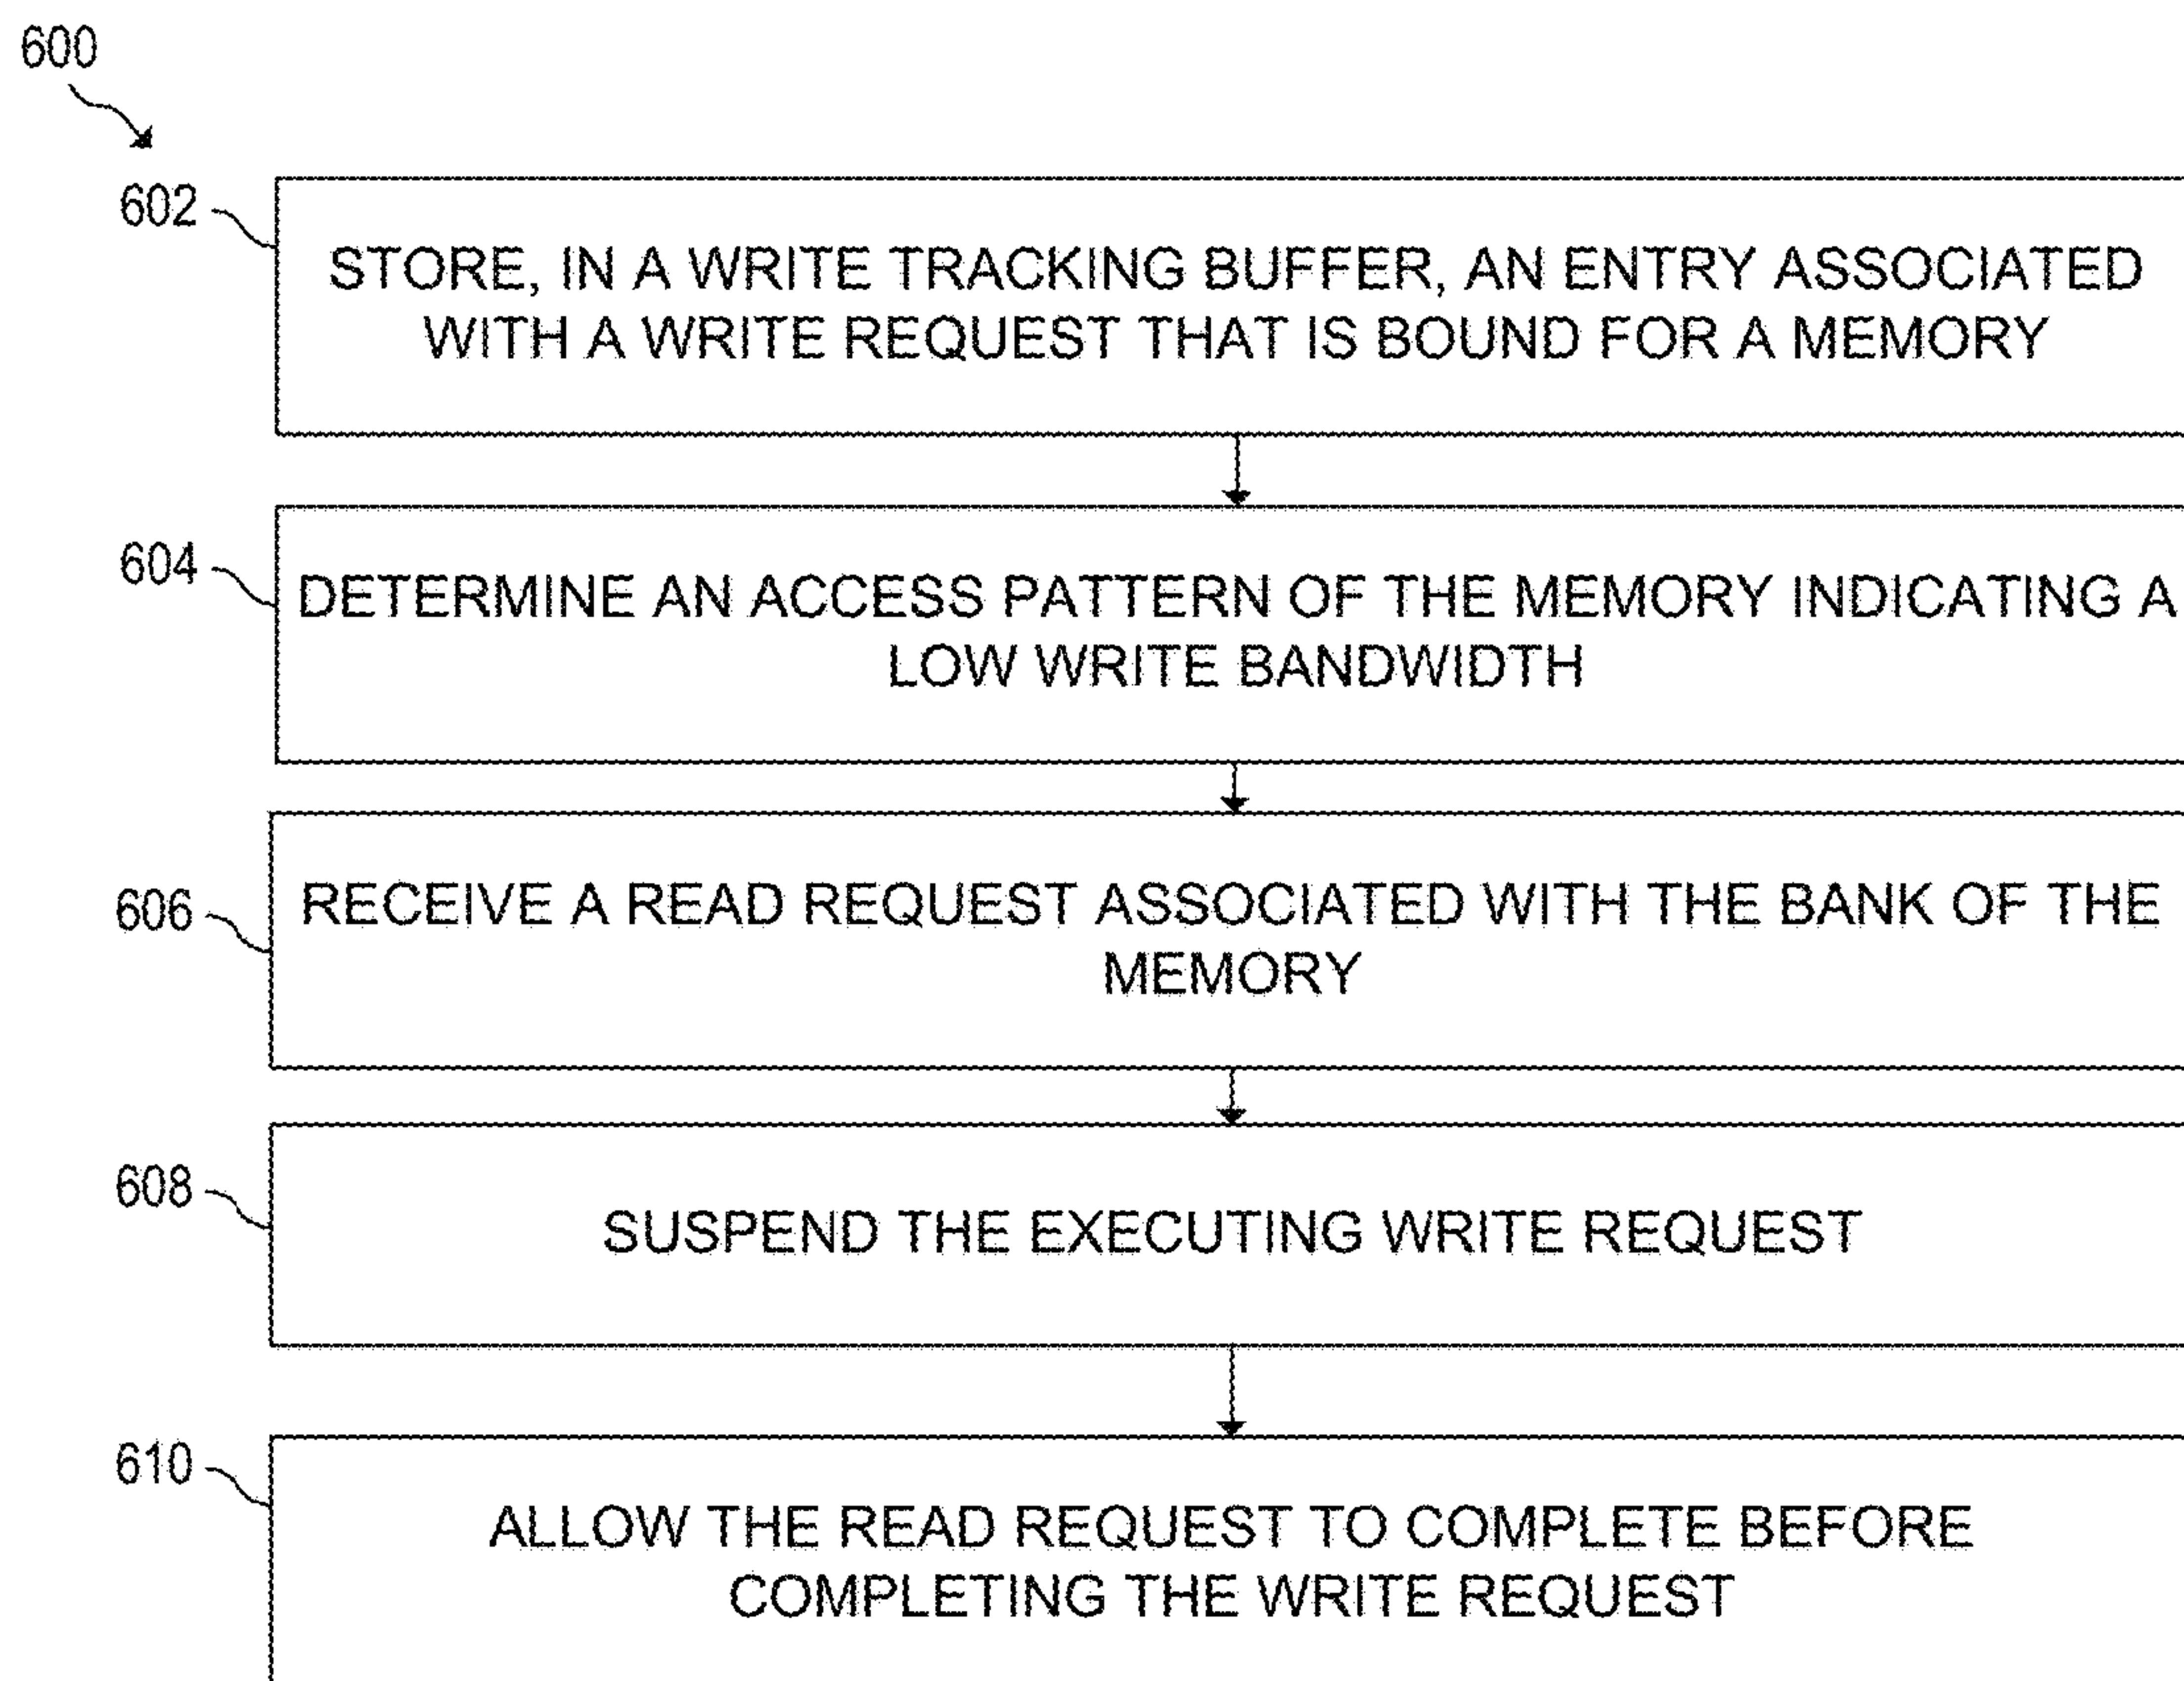 600
602
STORE, IN A WRITE TRACKING BUFFER, AN ENTRY ASSOCIATED
WITH A WRITE REQUEST THAT IS BOUND FOR A MEMORY
604
DETERMINE AN ACCESS PATTERN OF THE MEMORY INDICATING A
LOW WRITE BANDWIDTH
606
RECEIVE A READ REQUEST ASSOCIATED WITH THE BANK OF THE
MEMORY
608
SUSPEND THE EXECUTING WRITE REQUEST
610
ALLOW THE READ REQUEST TO COMPLETE BEFORE
COMPLETING THE WRITE REQUEST